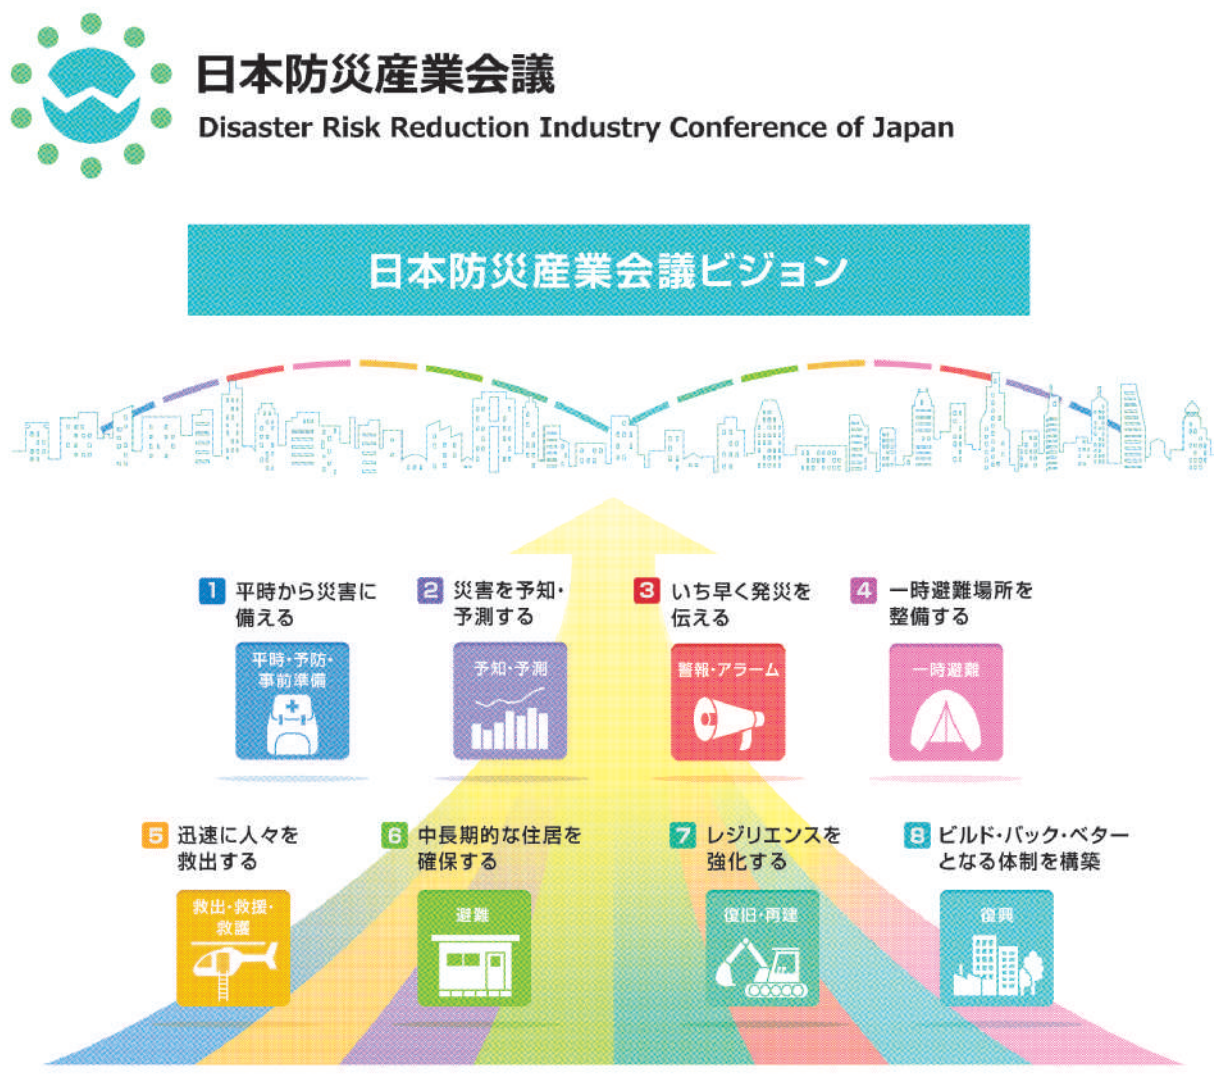 日本防災産業会議
Disaster Risk Reduction Industry Conference of Japan
日本防災産業会議ビジョン
1 平時から災害に
備える
平時・予防・
事前準備
2 災害を予知・
予測する
予知・予測
3 いち早く発災を
伝える
警報・アラーム
4 一時避難場所を
整備する
一時避難
5 迅速に人々を
救出する
救出・救援・
救護
6 中長期的な住居を
確保する
避難
7 レジリエンスを
強化する
復旧・再建
8 ビルド・バック・ベター
となる体制を構築
復興